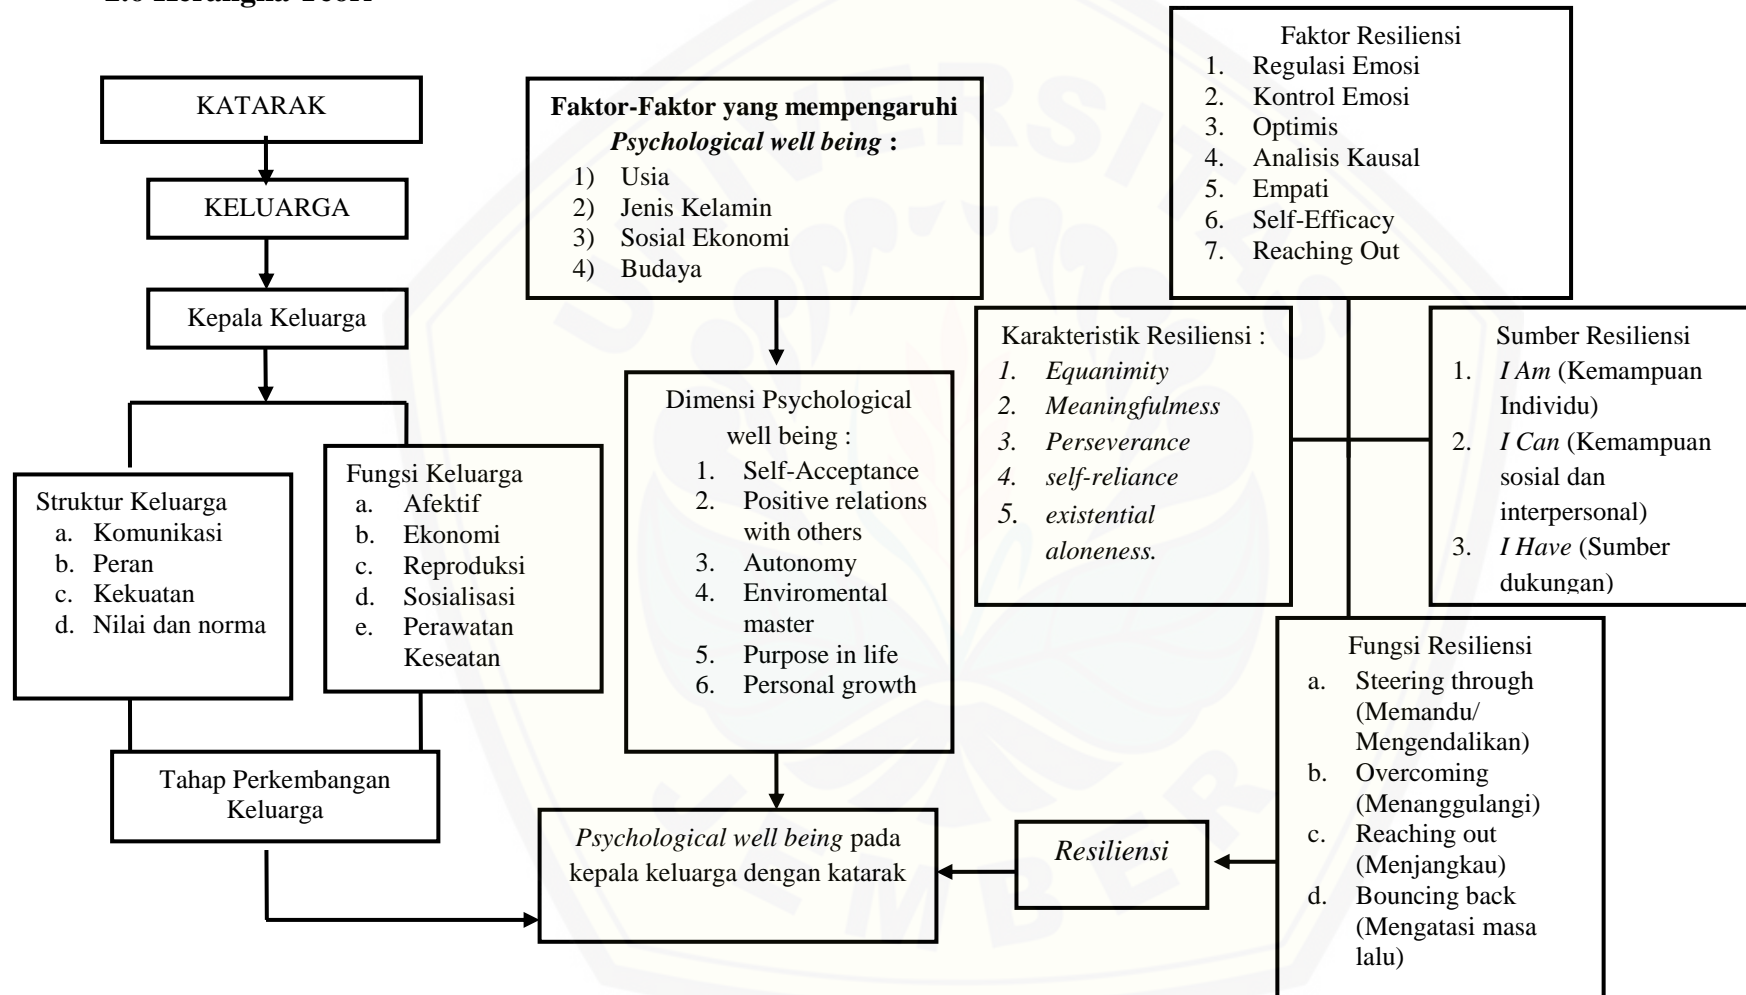 2.6 Kerangka Teori
KATARAK
KELUARGA
Kepala Keluarga
Struktur Keluarga
a. Komunikasi
b. Peran
c. Kekuatan
d. Nilai dan norma
Fungsi Keluarga
a. Afektif
b. Ekonomi
c. Reproduksi
d. Sosialisasi
e. Perawatan
Keseatan
Tahap Perkembangan
Keluarga
Faktor-Faktor yang mempengaruhi
Psychological well being :
1) Usia
2) Jenis Kelamin
3) Sosial Ekonomi
4) Budaya
Dimensi Psychological
well being :
1. Self-Acceptance
2. Positive relations
with others
3. Autonomy
4. Enviromental
master
5. Purpose in life
6. Personal growth
Psychological well being pada
kepala keluarga dengan katarak
Faktor Resiliensi
1. Regulasi Emosi
2. Kontrol Emosi
3. Optimis
4. Analisis Kausal
5. Empati
6. Self-Efficacy
7. Reaching Out
Karakteristik Resiliensi :
1. Equanimity
2. Meaningfulmess
3. Perseverance
4. self-reliance
5. existential
aloneness.
Sumber Resiliensi
1. I Am (Kemampuan
Individu)
2. I Can (Kemampuan
sosial dan
interpersonal)
3. I Have (Sumber
dukungan)
Fungsi Resiliensi
a. Steering through
(Memandu/
Mengendalikan)
b. Overcoming
(Menanggulangi)
c. Reaching out
(Menjangkau)
d. Bouncing back
(Mengatasi masa
lalu)
Resiliensi
UNIVERSITAS
JEMBER